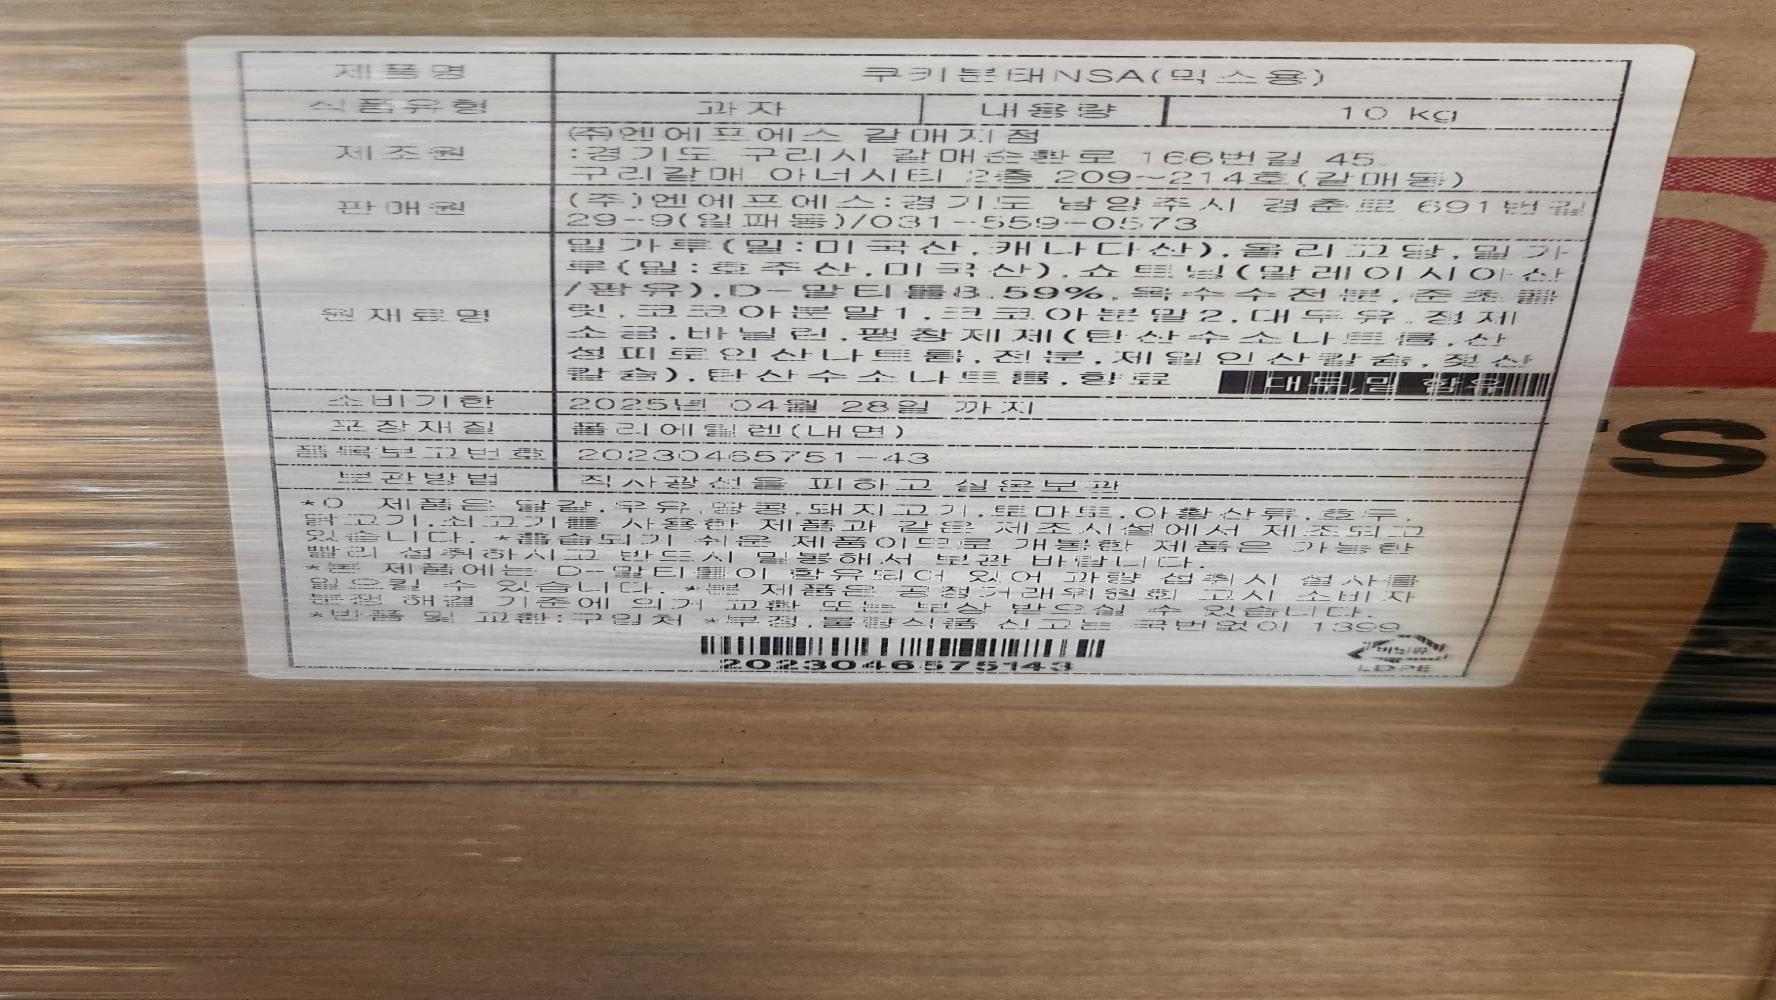 제품명 쿠키분태NSA(믹스용)
식품유형 과자 내용량 10 kg
제조원 (주)엔에프에스 갈매지점
:경기도 구리시 갈매순환로 166번길 45,
구리갈매 아너시티 2층 209~214호(갈매동)
판매원 (주)엔에프에스:경기도 남양주시 경춘로 691번길
29-9(일패동)/031-559-0573
원재료명 밀가루(밀:미국산,캐나다산),올리고당,밀가
루(밀:호주산,미국산),쇼트닝(말레이시아산
/팜유),D-말티톨8.59%,옥수수전분,준초콜
릿,코코아분말1,코코아분말2,대두유,정제
소금,바닐린,팽창제제(탄산수소나트륨,산
성피로인산나트륨,전분,제일인산칼슘,젖산
칼슘),탄산수소나트륨,향료 대두,밀 함유
소비기한 2025년 04월 28일 까지
포장재질 폴리에틸렌(내면)
품목보고번호 20230465751-43
보관방법 직사광선을 피하고 실온보관
*이 제품은 달걀,우유,땅콩,돼지고기,토마토,아황산류,호두,
닭고기,쇠고기를 사용한 제품과 같은 제조시설에서 제조되고
있습니다. *흡습되기 쉬운 제품이므로 개봉한 제품은 가능한
빨리 섭취하시고 반드시 밀봉해서 보관 바랍니다.
*본 제품에는 D-말티톨이 함유되어 있어 과량 섭취시 설사를
일으킬 수 있습니다. *본 제품은 공정거래위원회 고시 소비자
분쟁 해결 기준에 의거 교환 또는 보상 받으실 수 있습니다.
*반품 및 교환:구입처 *부정,불량식품 신고는 국번없이 1399
2023046575143
비닐류
LDPE